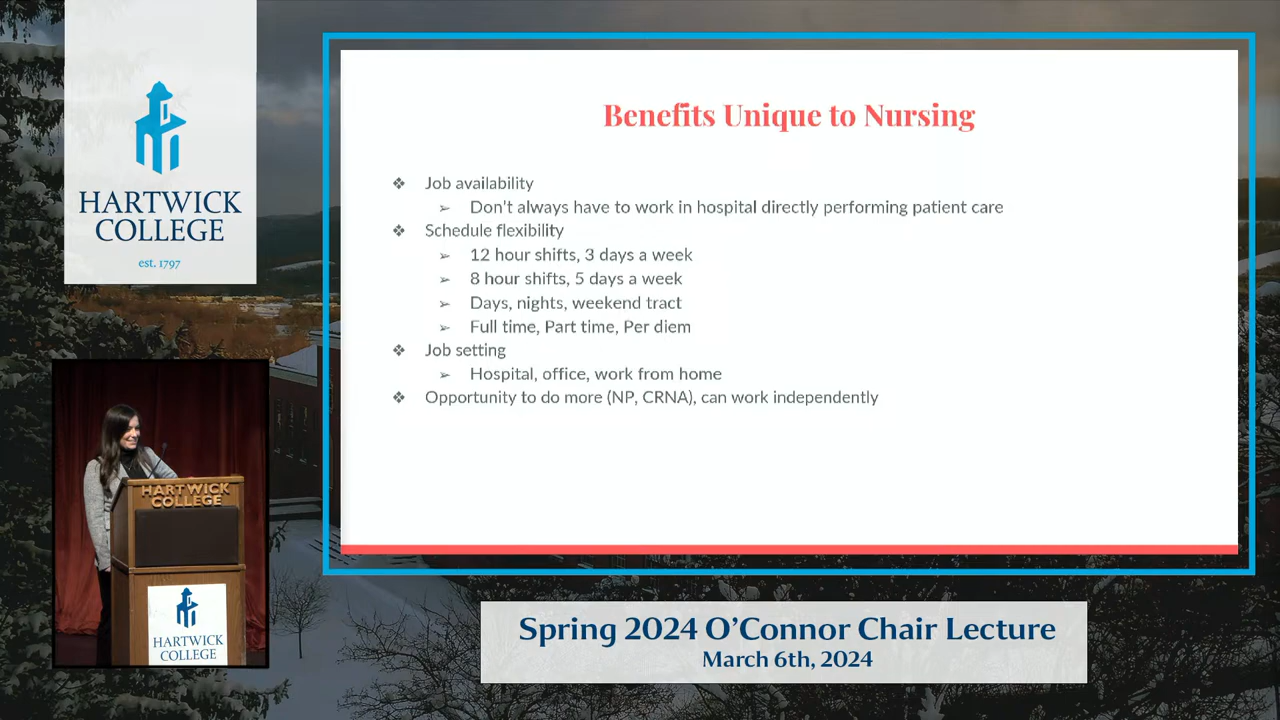 HARTWICK
COLLEGE
est. 1797
Benefits Unique to Nursing
❖ Job availability
➢ Don't always have to work in hospital directly performing patient care
❖ Schedule flexibility
➢ 12 hour shifts, 3 days a week
➢ 8 hour shifts, 5 days a week
➢ Days, nights, weekend tract
➢ Full time, Part time, Per diem
❖ Job setting
➢ Hospital, office, work from home
❖ Opportunity to do more (NP, CRNA), can work independently
HARTWICK
COLLEGE
HARTWICK
COLLEGE
Spring 2024 O’Connor Chair Lecture
March 6th, 2024